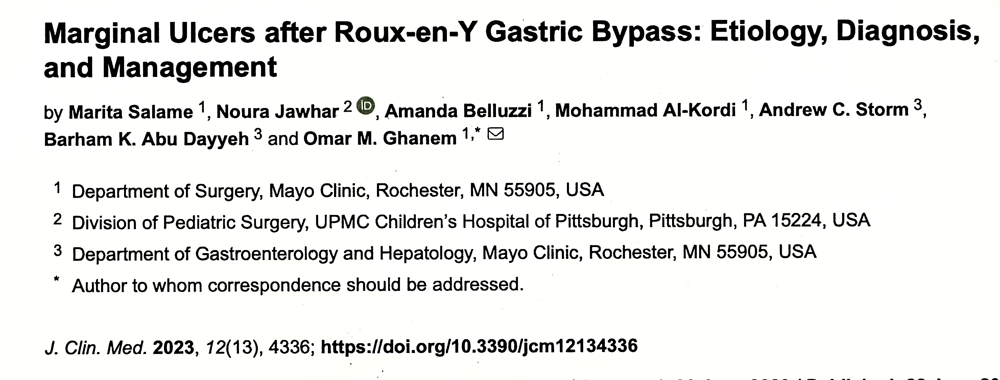 Marginal Ulcers after Roux-en-Y Gastric Bypass: Etiology, Diagnosis,
and Management
by Marita Salame 1, Noura Jawhar 2 iD, Amanda Belluzzi 1, Mohammad Al-Kordi 1, Andrew C. Storm 3,
Barham K. Abu Dayyeh 3 and Omar M. Ghanem 1,*
1 Department of Surgery, Mayo Clinic, Rochester, MN 55905, USA
2 Division of Pediatric Surgery, UPMC Children's Hospital of Pittsburgh, Pittsburgh, PA 15224, USA
3 Department of Gastroenterology and Hepatology, Mayo Clinic, Rochester, MN 55905, USA
* Author to whom correspondence should be addressed.
J. Clin. Med. 2023, 12(13), 4336; https://doi.org/10.3390/jcm12134336